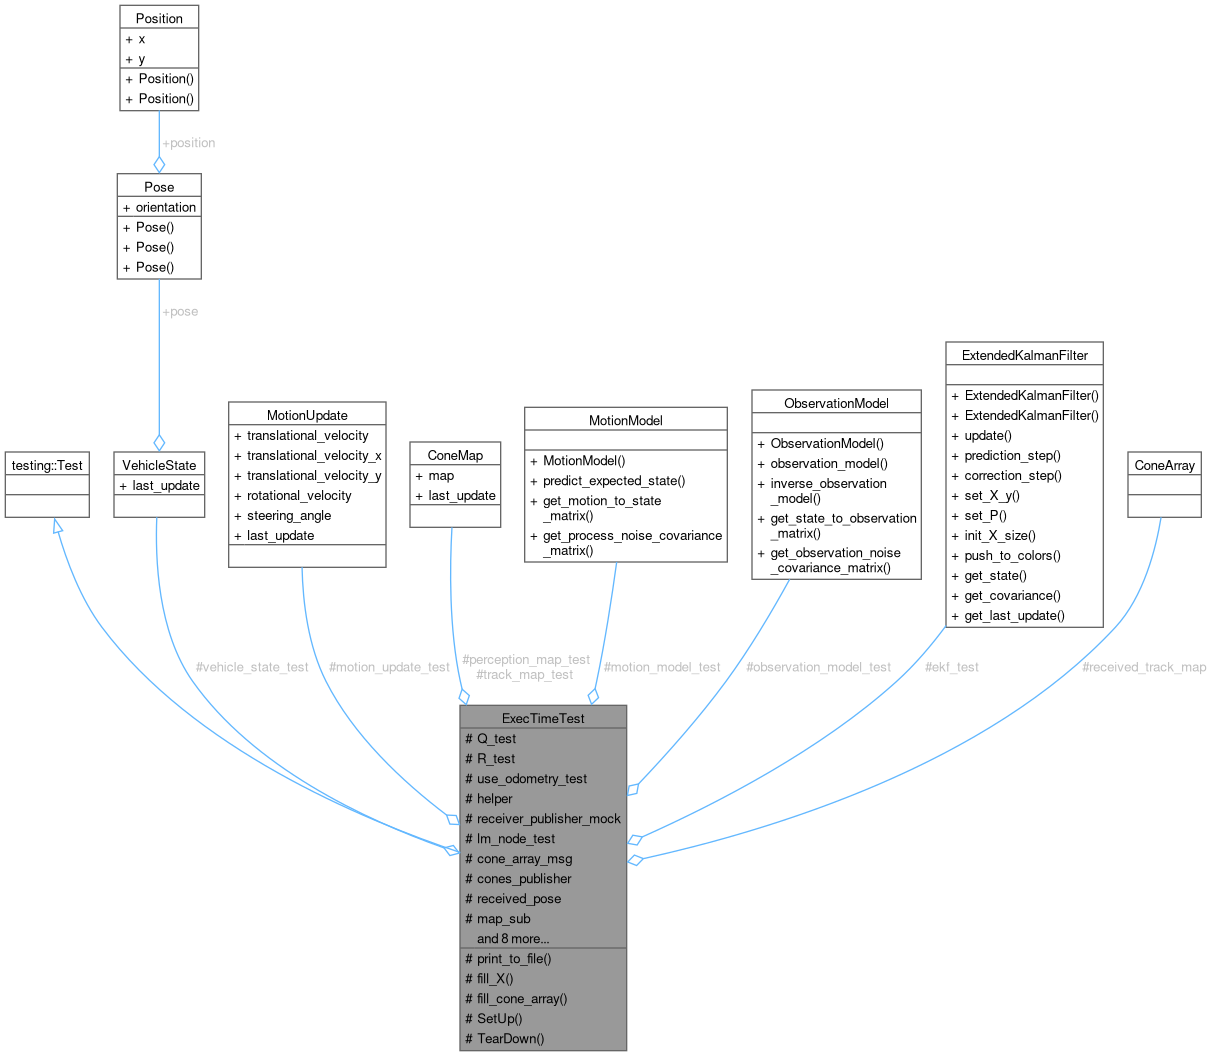 Position
+ x
+ y
+ Position()
+ Position()
+position
Pose
+ orientation
+ Pose()
+ Pose()
+ Pose()
+pose
testing::Test
VehicleState
+ last_update
MotionUpdate
+ translational_velocity
+ translational_velocity_x
+ translational_velocity_y
+ rotational_velocity
+ steering_angle
+ last_update
ConeMap
+ map
+ last_update
MotionModel
+ MotionModel()
+ predict_expected_state()
+ get_motion_to_state
_matrix()
+ get_process_noise_covariance
_matrix()
ObservationModel
+ ObservationModel()
+ observation_model()
+ inverse_observation
_model()
+ get_state_to_observation
_matrix()
+ get_observation_noise
_covariance_matrix()
ExtendedKalmanFilter
+ ExtendedKalmanFilter()
+ ExtendedKalmanFilter()
+ update()
+ prediction_step()
+ correction_step()
+ set_X_y()
+ set_P()
+ init_X_size()
+ push_to_colors()
+ get_state()
+ get_covariance()
+ get_last_update()
ConeArray
#vehicle_state_test
#motion_update_test
#perception_map_test
#track_map_test
#motion_model_test
#observation_model_test
#ekf_test
#received_track_map
ExecTimeTest
# Q_test
# R_test
# use_odometry_test
# helper
# receiver_publisher_mock
# lm_node_test
# cone_array_msg
# cones_publisher
# received_pose
# map_sub
and 8 more...
# print_to_file()
# fill_X()
# fill_cone_array()
# SetUp()
# TearDown()